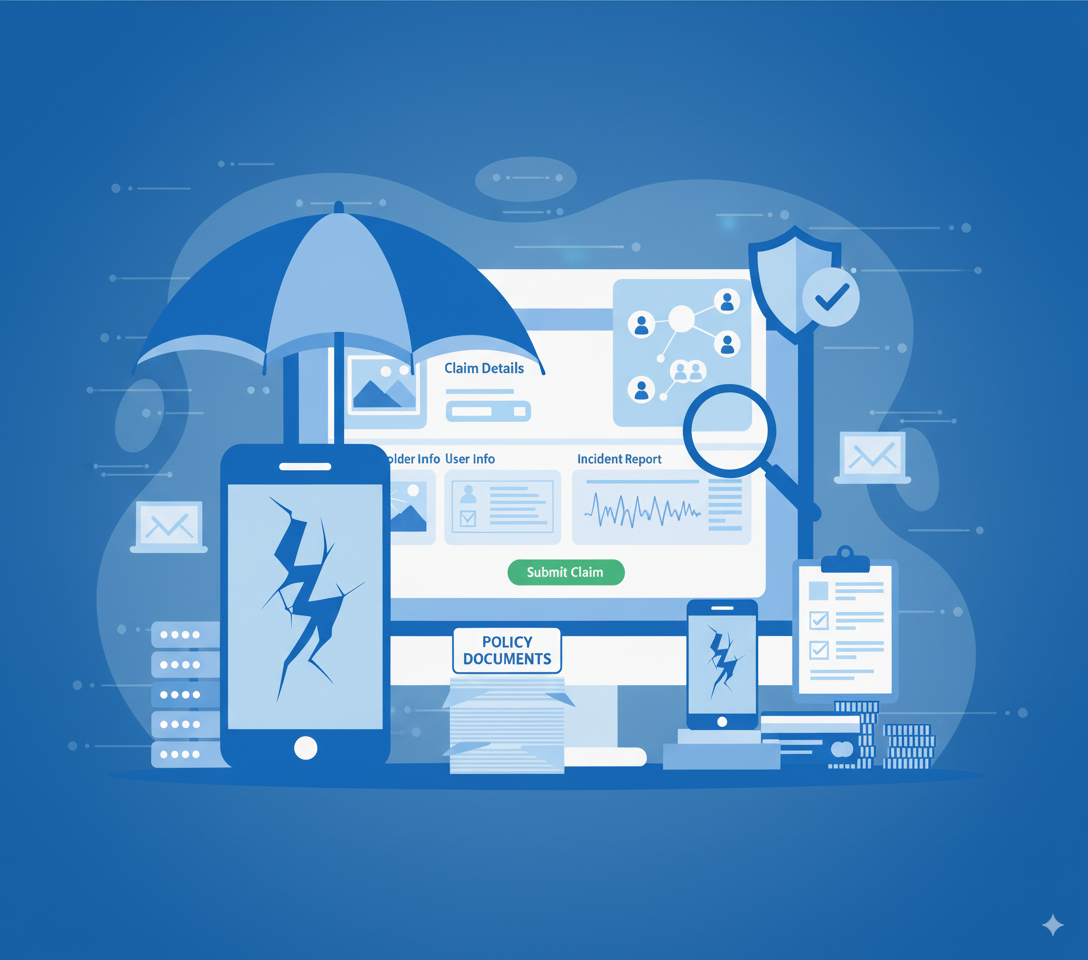 Claim Details
older Info
User Info
Incident Report
Submit Claim
POLICY
DOCUMENTS